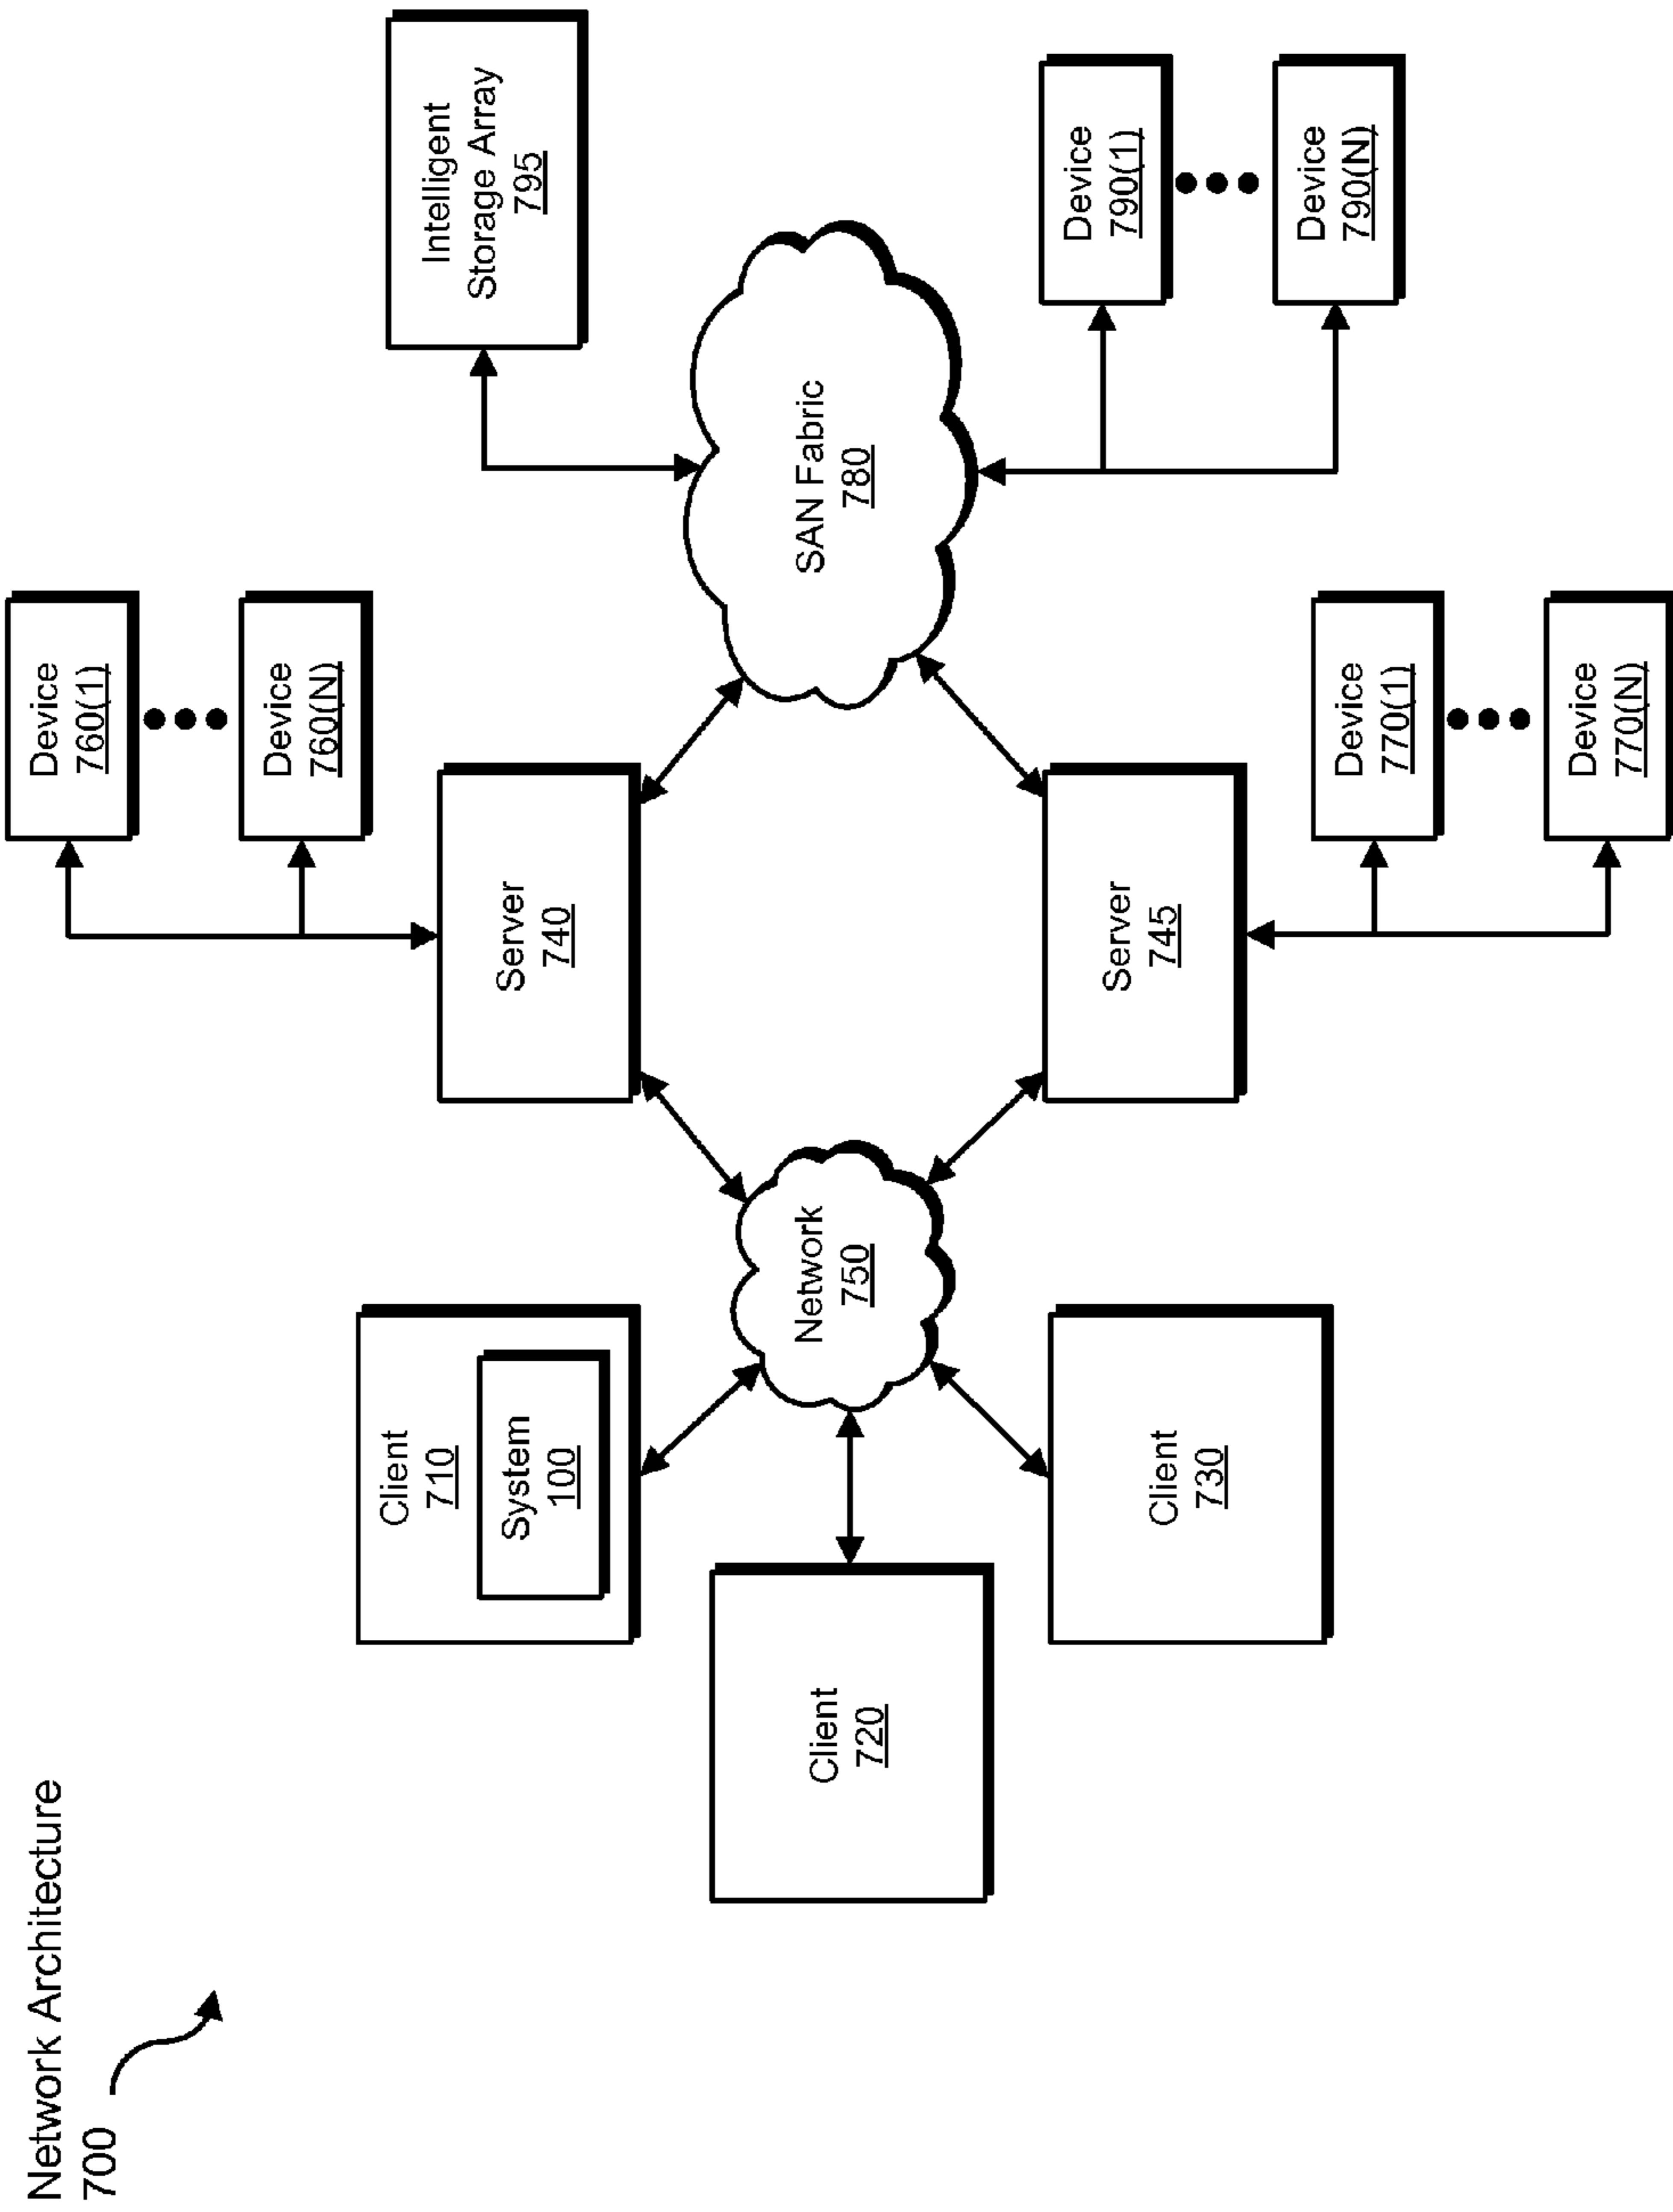 Network Architecture
700
Client
710
System
100
Client
720
Client
730
Network
750
Server
740
Server
745
Device
760(1)
Device
760(N)
Device
770(1)
Device
770(N)
SAN Fabric
780
Intelligent
Storage Array
795
Device
790(1)
Device
790(N)